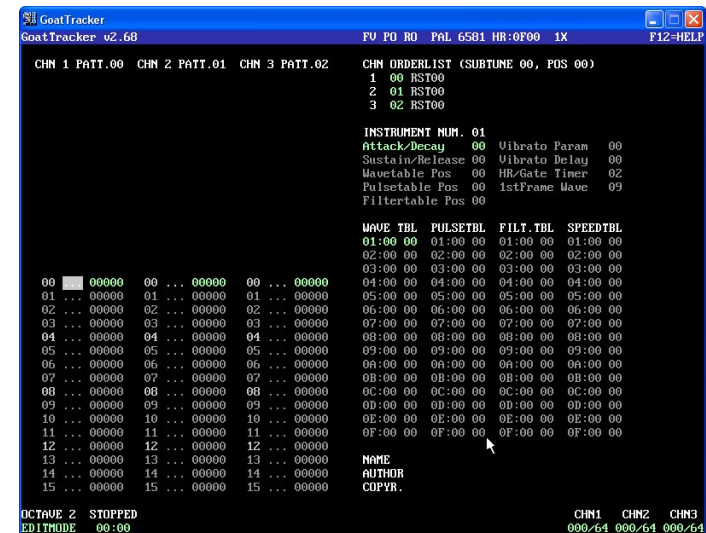 GoatTracker
GoatTracker v2.68 FV PO RO PAL 6581 HR:0F00 1X F12=HELP
CHN 1 PATT.00 CHN 2 PATT.01 CHN 3 PATT.02 CHN ORDERLIST (SUBTUNE 00, POS 00)
1 00 RST00
2 01 RST00
3 02 RST00
INSTRUMENT NUM. 01
Attack/Decay 00 Vibrato Param 00
Sustain/Release 00 Vibrato Delay 00
Wavetable Pos 00 HR/Gate Timer 02
Pulsetable Pos 00 1stFrame Wave 09
Filtertable Pos 00
WAVE TBL PULSETBL FILT.TBL SPEEDTBL
01:00 00 01:00 00 01:00 00 01:00 00
02:00 00 02:00 00 02:00 00 02:00 00
03:00 00 03:00 00 03:00 00 03:00 00
00 ... 00000 00 ... 00000 00 ... 00000 04:00 00 04:00 00 04:00 00 04:00 00
01 ... 00000 01 ... 00000 01 ... 00000 05:00 00 05:00 00 05:00 00 05:00 00
02 ... 00000 02 ... 00000 02 ... 00000 06:00 00 06:00 00 06:00 00 06:00 00
03 ... 00000 03 ... 00000 03 ... 00000 07:00 00 07:00 00 07:00 00 07:00 00
04 ... 00000 04 ... 00000 04 ... 00000 08:00 00 08:00 00 08:00 00 08:00 00
05 ... 00000 05 ... 00000 05 ... 00000 09:00 00 09:00 00 09:00 00 09:00 00
06 ... 00000 06 ... 00000 06 ... 00000 0A:00 00 0A:00 00 0A:00 00 0A:00 00
07 ... 00000 07 ... 00000 07 ... 00000 0B:00 00 0B:00 00 0B:00 00 0B:00 00
08 ... 00000 08 ... 00000 08 ... 00000 0C:00 00 0C:00 00 0C:00 00 0C:00 00
09 ... 00000 09 ... 00000 09 ... 00000 0D:00 00 0D:00 00 0D:00 00 0D:00 00
10 ... 00000 10 ... 00000 10 ... 00000 0E:00 00 0E:00 00 0E:00 00 0E:00 00
11 ... 00000 11 ... 00000 11 ... 00000 0F:00 00 0F:00 00 0F:00 00 0F:00 00
12 ... 00000 12 ... 00000 12 ... 00000
13 ... 00000 13 ... 00000 13 ... 00000 NAME
14 ... 00000 14 ... 00000 14 ... 00000 AUTHOR
15 ... 00000 15 ... 00000 15 ... 00000 COPYR.
OCTAVE 2 STOPPED CHN1 CHN2 CHN3
EDITMODE 00:00 000/64 000/64 000/64